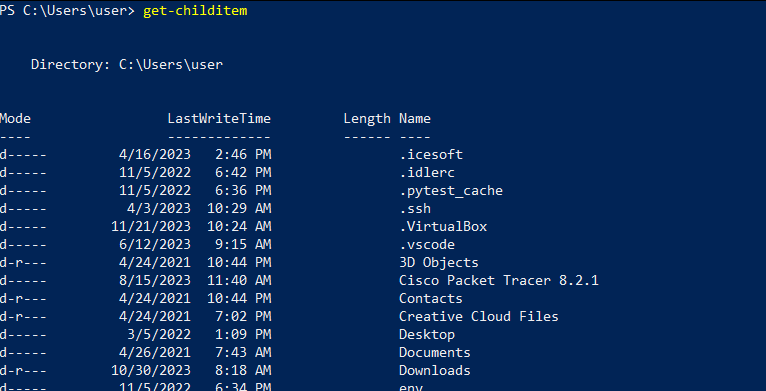 PS C:\Users\user> get-childitem
Directory: C:\Users\user
Mode LastWriteTime Length Name
---- ------------- ------ ----
d----- 4/16/2023 2:46 PM .icesoft
d----- 11/5/2022 6:42 PM .idlerc
d----- 11/5/2022 6:36 PM .pytest_cache
d----- 4/3/2023 10:29 AM .ssh
d----- 11/21/2023 10:24 AM .VirtualBox
d----- 6/12/2023 9:15 AM .vscode
d-r--- 4/24/2021 10:44 PM 3D Objects
d----- 8/15/2023 11:40 AM Cisco Packet Tracer 8.2.1
d-r--- 4/24/2021 10:44 PM Contacts
d-r--- 4/24/2021 7:02 PM Creative Cloud Files
d----- 3/5/2022 1:09 PM Desktop
d----- 4/26/2021 7:43 AM Documents
d-r--- 10/30/2023 8:18 AM Downloads
d----- 11/5/2022 6:34 PM env